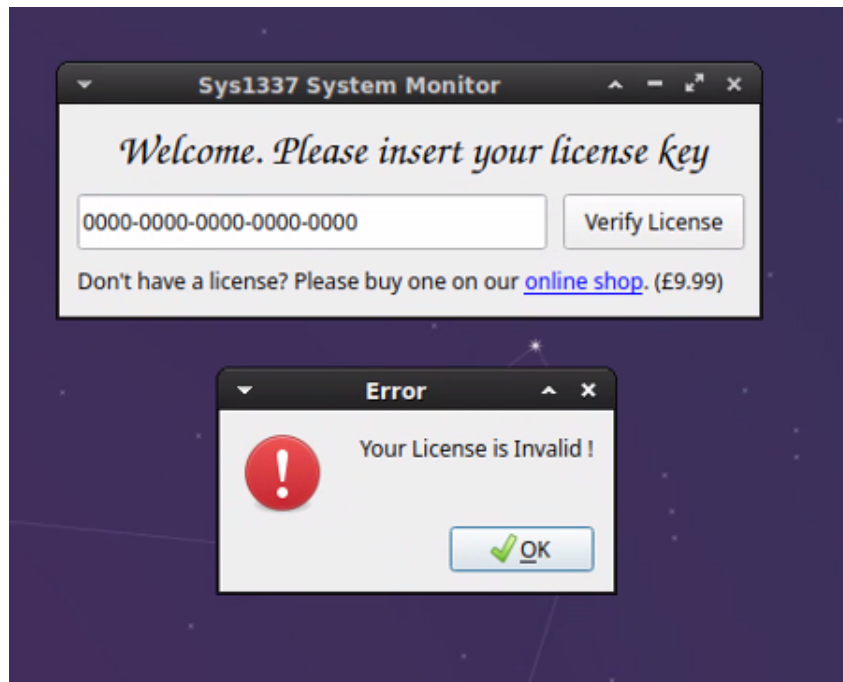 Sys1337 System Monitor
Welcome. Please insert your license key
0000-0000-0000-0000-0000
Verify License
Don't have a license? Please buy one on our online shop. (£9.99)
Error
Your License is Invalid !
OK